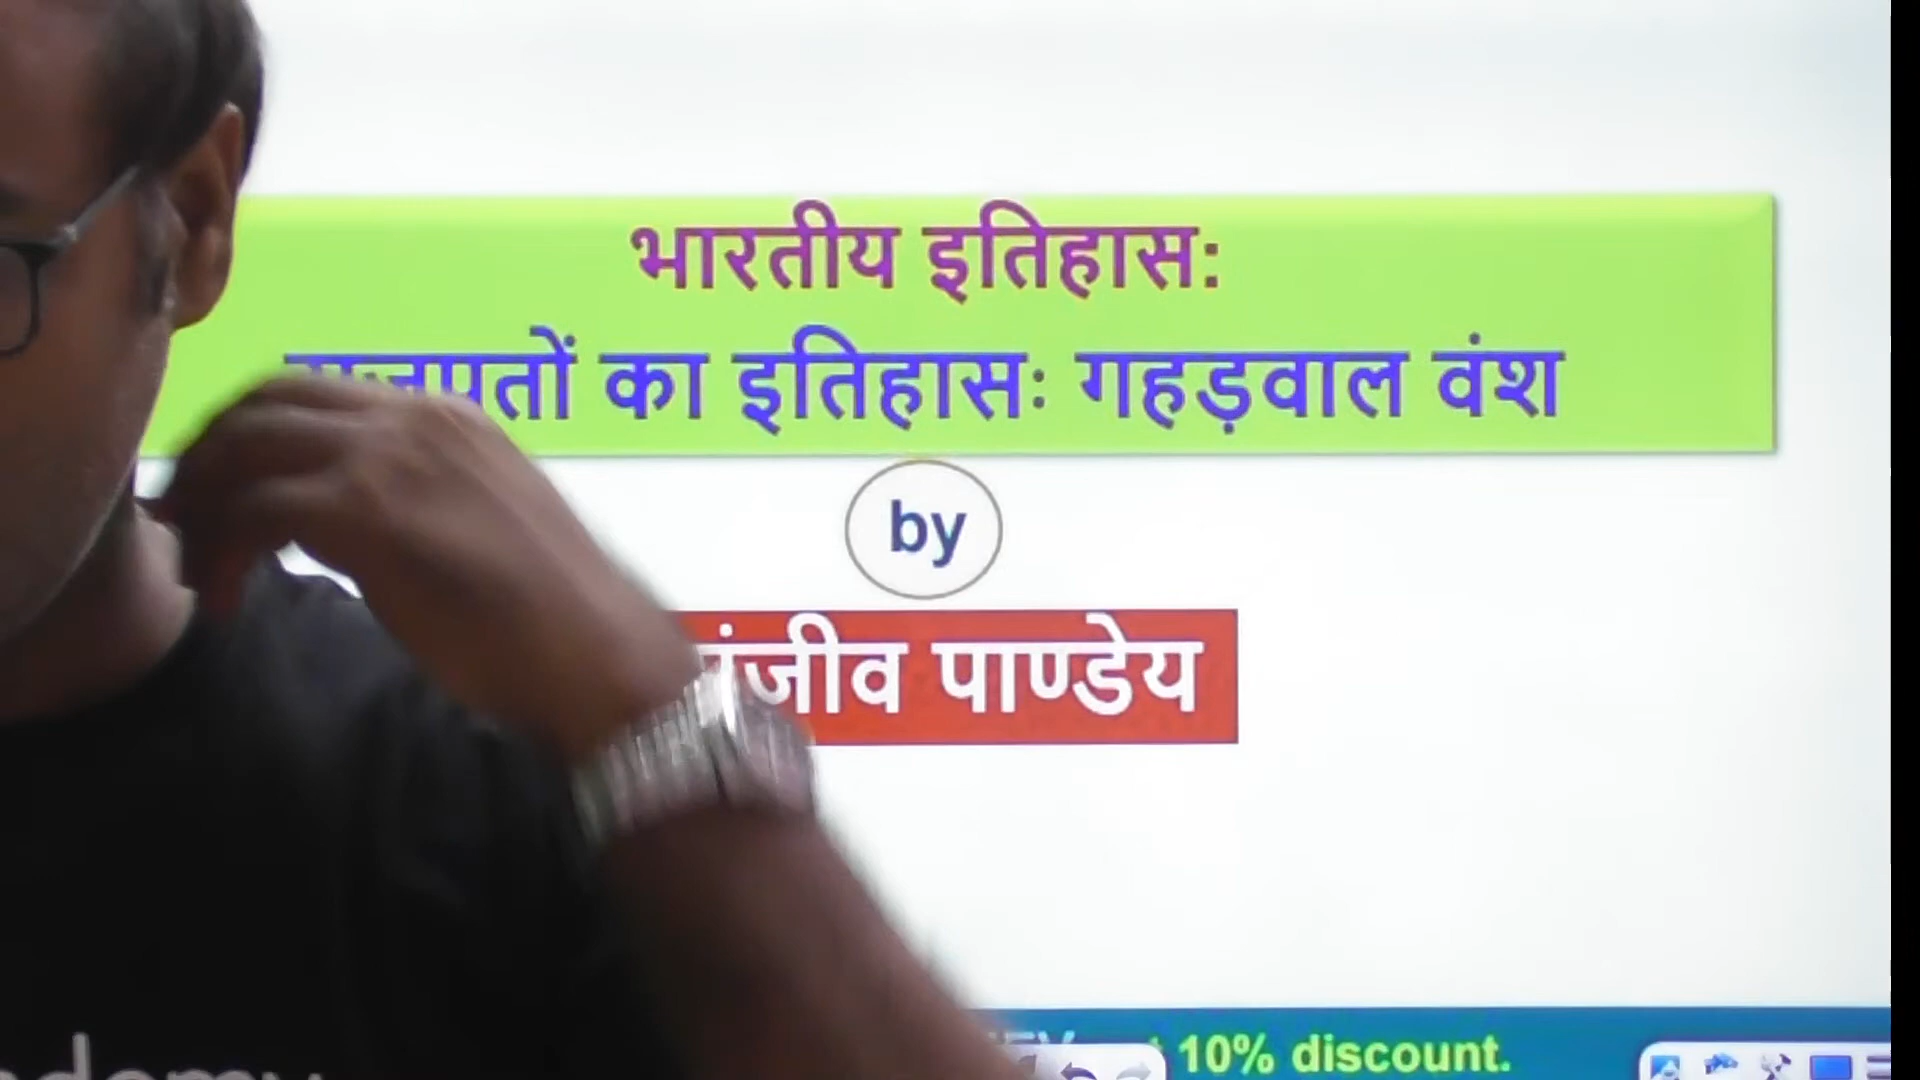 भारतीय इतिहास:
का इतिहासः गहड़वाल वंश
by
पाण्डेय
10% discount.